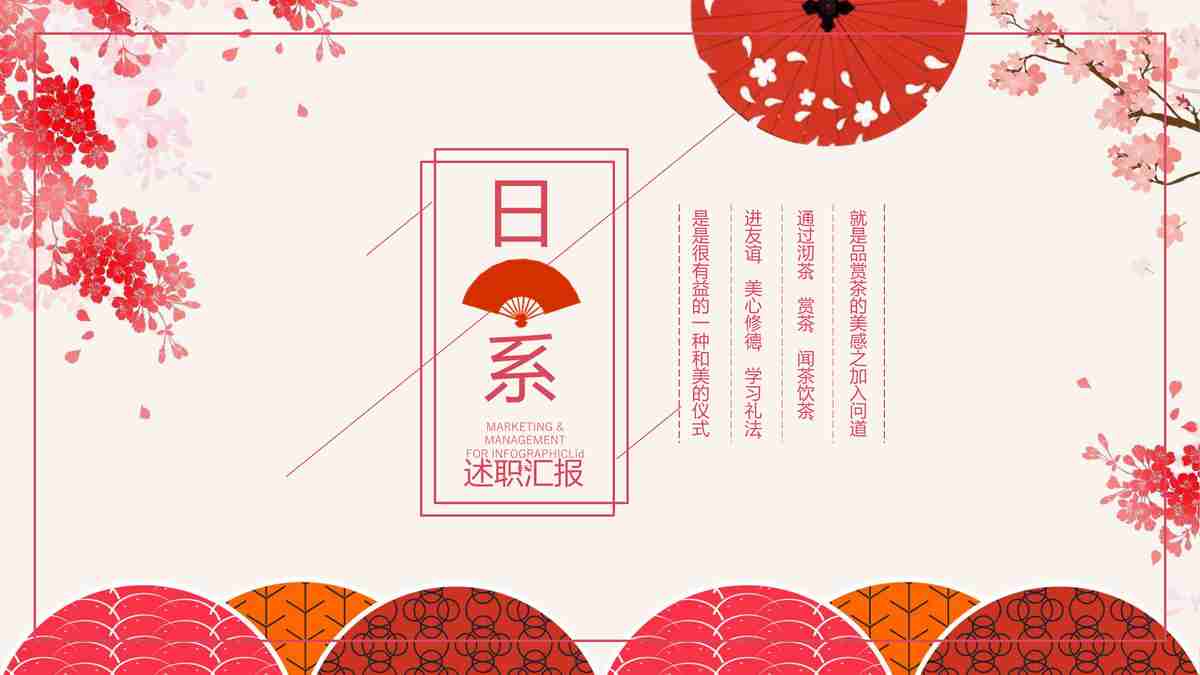 日
系
MARKETING &
MANAGEMENT
FOR INFOGRAPHICLid
述职汇报
就是品赏茶的美感之加入问道
通过沏茶、赏茶、闻茶饮茶、
进友谊，美心修德，学习礼法，
是是很有益的一种和美的仪式